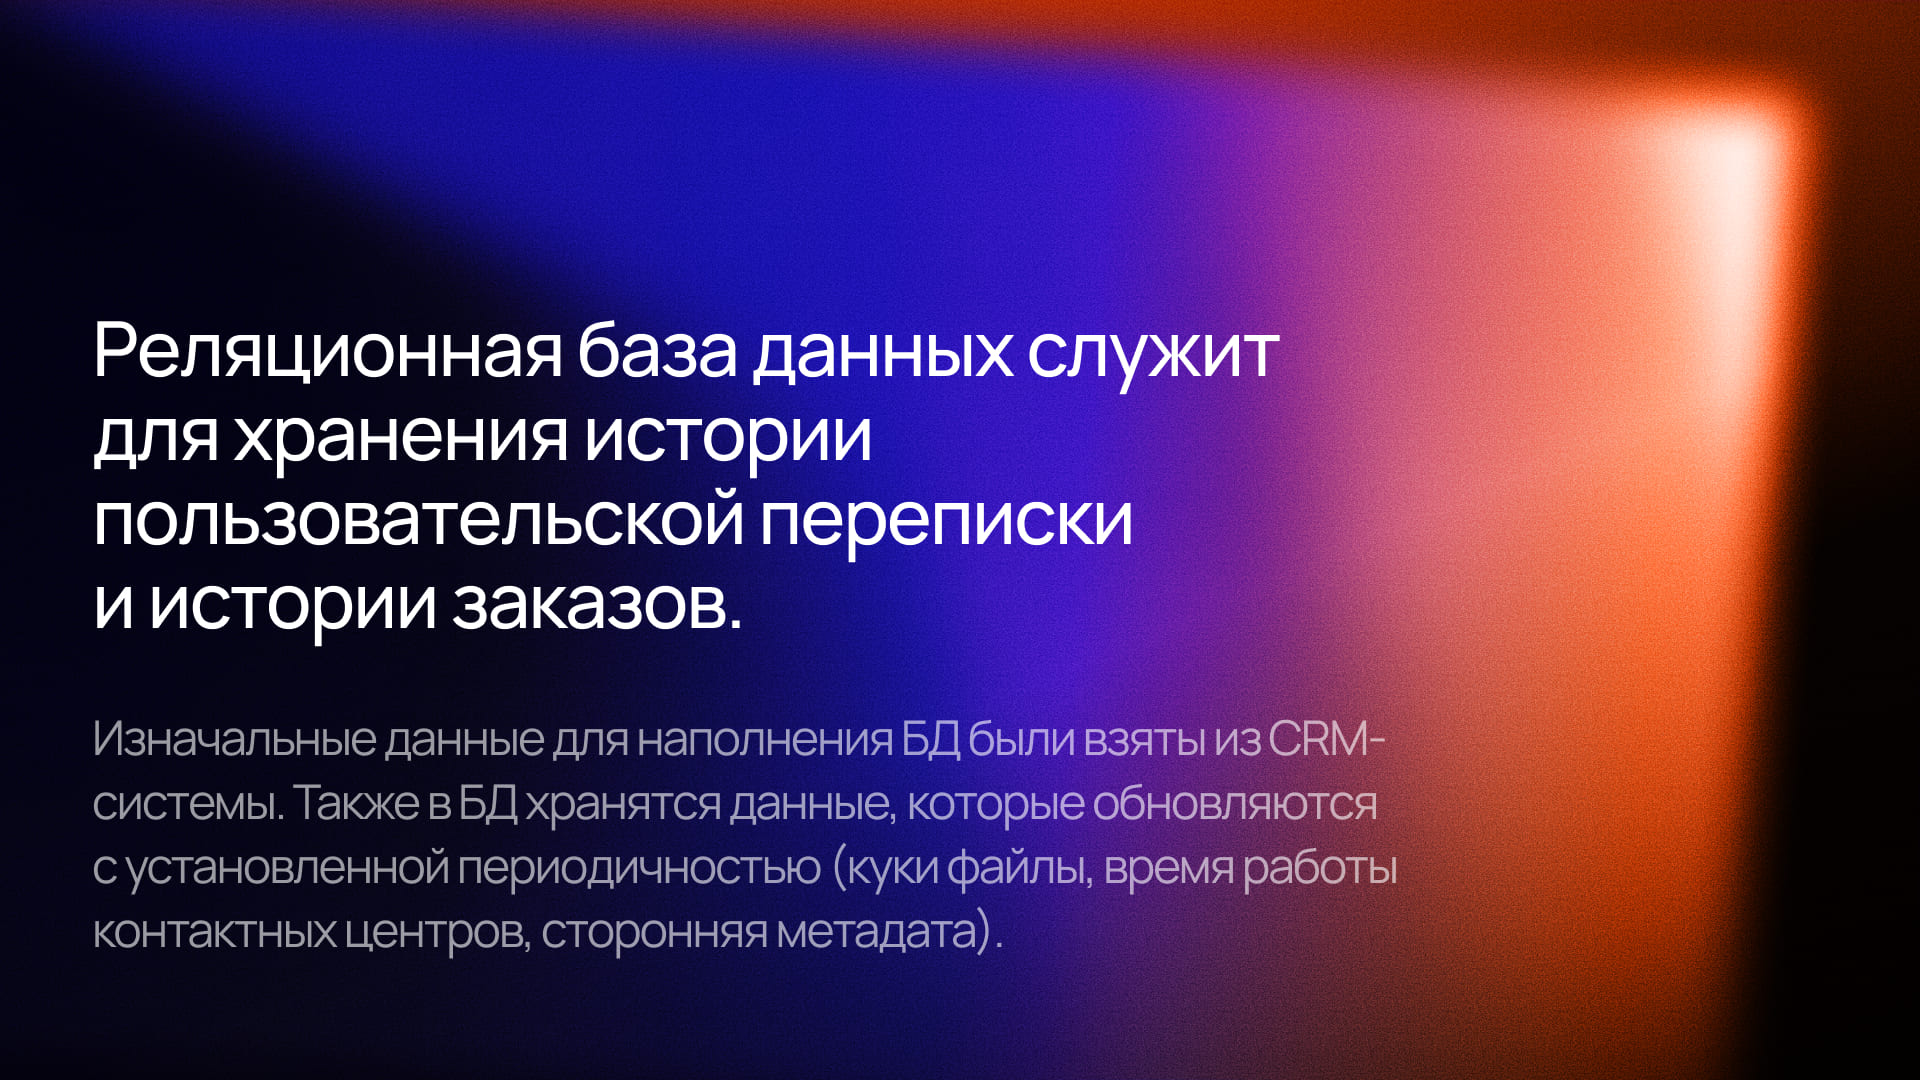 Реляционная база данных служит
для хранения истории
пользовательской переписки
и истории заказов.
Изначальные данные для наполнения БД были взяты из CRM-
системы. Также в БД хранятся данные, которые обновляются
с установленной периодичностью (куки файлы, время работы
контактных центров, сторонняя метадата).